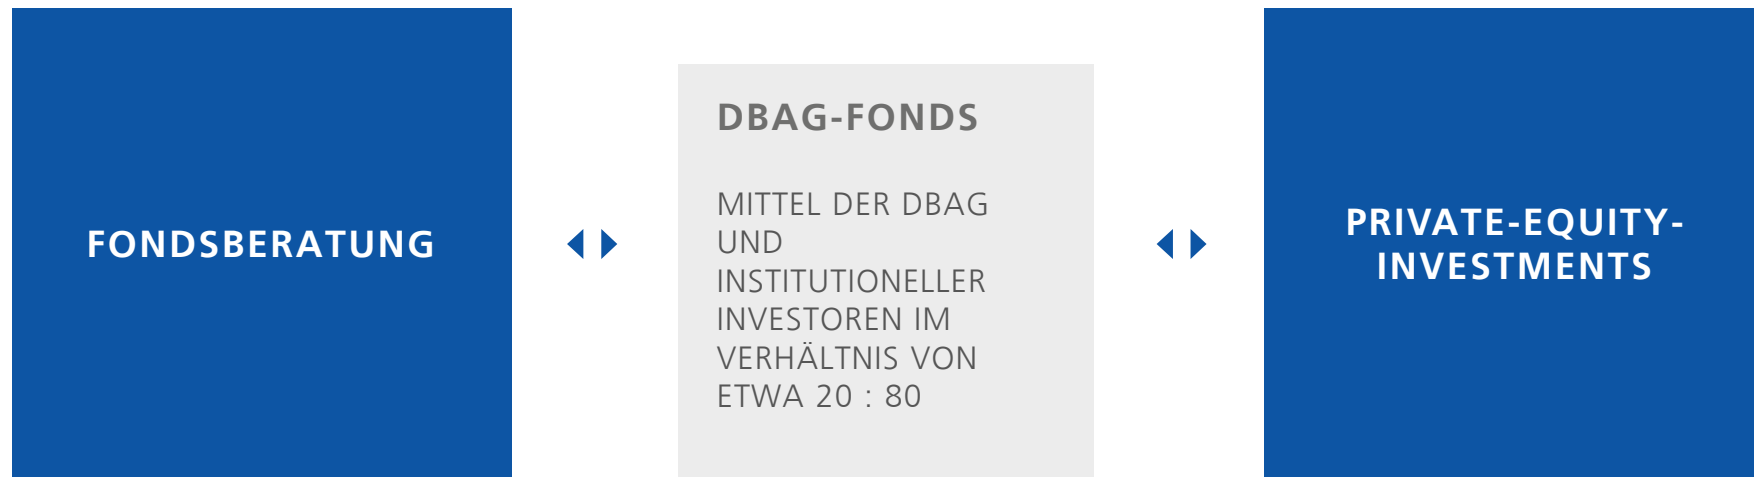 FONDSBERATUNG
DBAG-FONDS
MITTEL DER DBAG
UND
INSTITUTIONELLER
INVESTOREN IM
VERHÄLTNIS VON
ETWA 20 : 80
PRIVATE-EQUITY-
INVESTMENTS